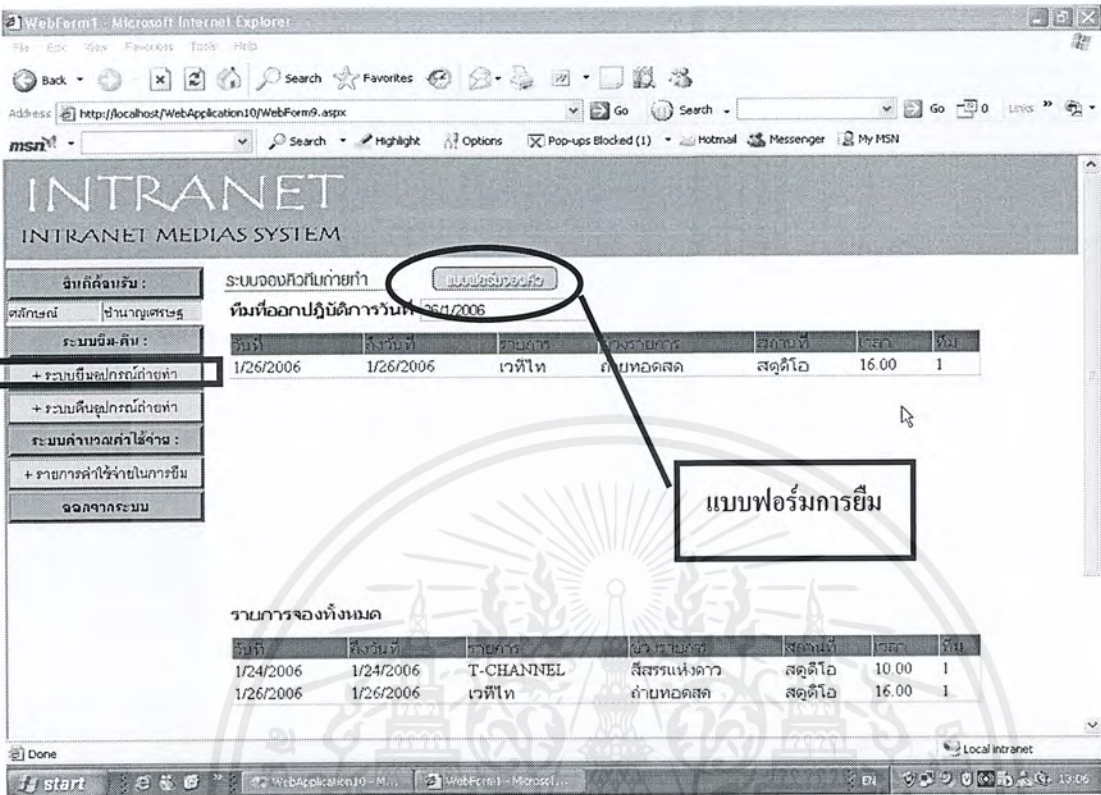 WebForm1 - Microsoft Internet Explorer
File Edit View Favorites Tools Help
Back Search Favorites
Address http://localhost/WebApplication10/WebForm9.aspx Go Search Go 0 Links
msn Search Highlight Options Pop-ups Blocked (1) Hotmail Messenger My MSN
INTRANET
INTRANET MEDIAS SYSTEM
ยินดีต้อนรับ :
ชำนาญเศรษฐ
ระบบยืม-คืน :
+ ระบบยืมอุปกรณ์ถ่ายทำ
+ ระบบคืนอุปกรณ์ถ่ายทำ
ระบบคำนวณค่าใช้จ่าย :
+ รายการค่าใช้จ่ายในการยืม
ออกจากระบบ
ระบบจองคิวทีมถ่ายทำ แบบฟอร์มจองคิว
ทีมที่ออกปฎิบัติการวันที่ 26/1/2006
วันที่ ถึงวันที่ รายการ ช่วงรายการ สถานที่ เวลา ทีม
1/26/2006 1/26/2006 เวทีไท ถ่ายทอดสด สตูดิโอ 16.00 1
แบบฟอร์มการยืม
รายการจองทั้งหมด
วันที่ ถึงวันที่ รายการ ช่วงรายการ สถานที่ เวลา ทีม
1/24/2006 1/24/2006 T-CHANNEL สีสรรแห่งดาว สตูดิโอ 10.00 1
1/26/2006 1/26/2006 เวทีไท ถ่ายทอดสด สตูดิโอ 16.00 1
Done Local intranet
start WebApplication10 - M... WebForm1 - Microsof... EN 13:06